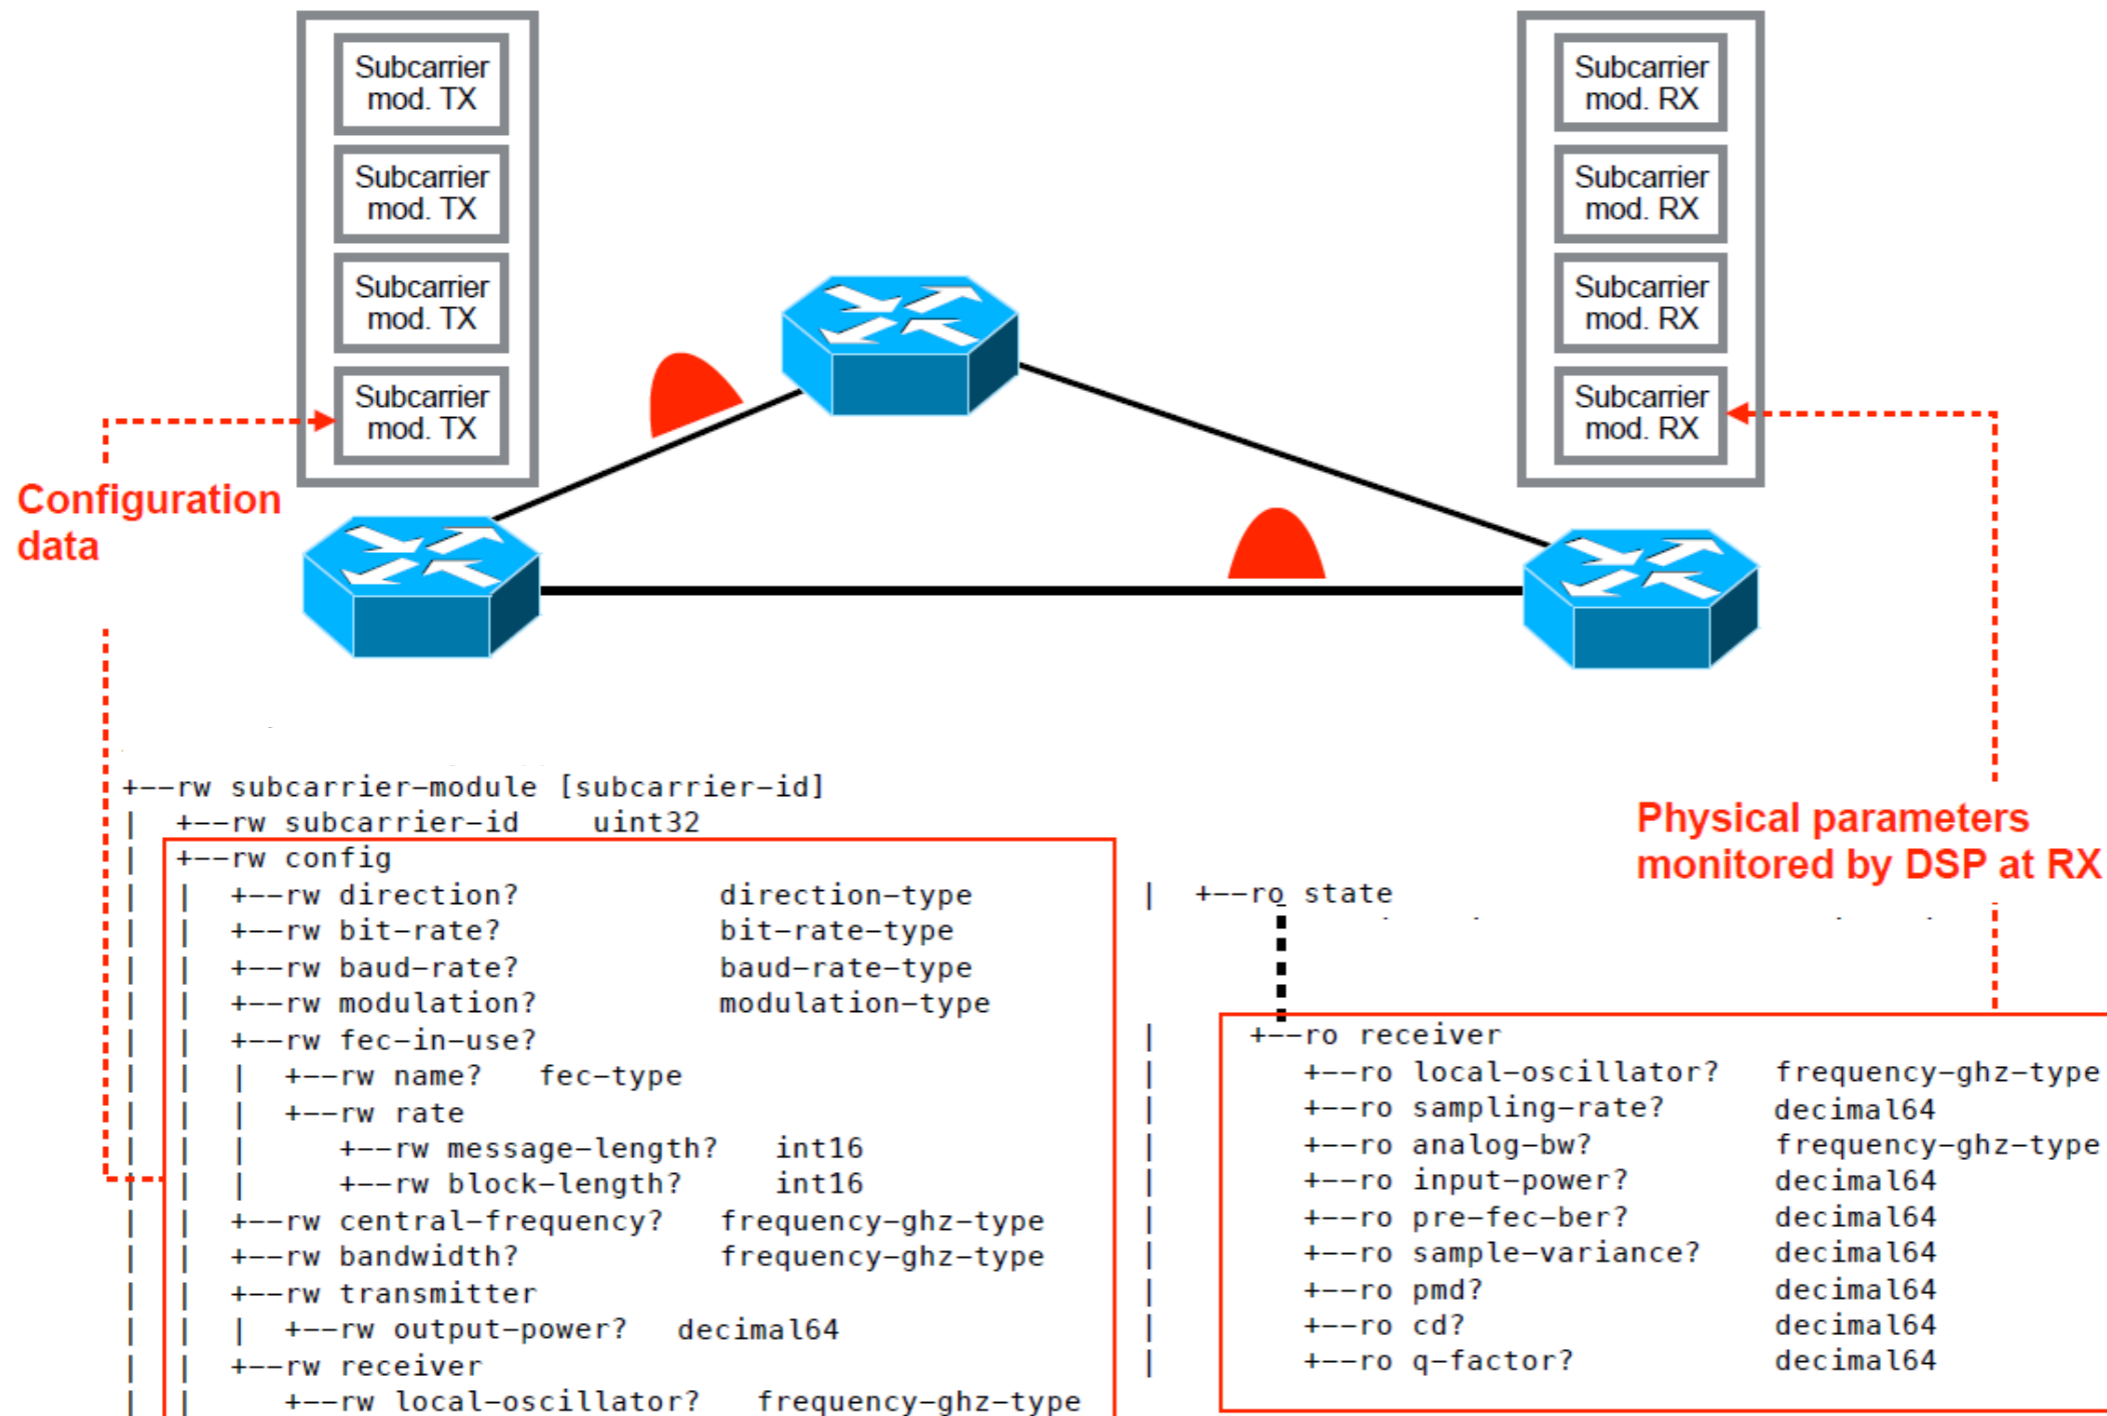 Subcarrier
mod. TX
Subcarrier
mod. TX
Subcarrier
mod. TX
Subcarrier
mod. TX
Subcarrier
mod. RX
Subcarrier
mod. RX
Subcarrier
mod. RX
Subcarrier
mod. RX
Configuration
data
Physical parameters
monitored by DSP at RX
+--rw subcarrier-module [subcarrier-id]
|  +--rw subcarrier-id    uint32
|  +--rw config
|  |  +--rw direction?           direction-type
|  |  +--rw bit-rate?            bit-rate-type
|  |  +--rw baud-rate?           baud-rate-type
|  |  +--rw modulation?          modulation-type
|  |  +--rw fec-in-use?
|  |  |  +--rw name?   fec-type
|  |  |  +--rw rate
|  |  |     +--rw message-length?   int16
|  |  |     +--rw block-length?     int16
|  |  +--rw central-frequency?   frequency-ghz-type
|  |  +--rw bandwidth?           frequency-ghz-type
|  |  +--rw transmitter
|  |  |  +--rw output-power?   decimal64
|  |  +--rw receiver
|  |     +--rw local-oscillator?   frequency-ghz-type
|  +--ro state
|     +--ro receiver
|        +--ro local-oscillator?   frequency-ghz-type
|        +--ro sampling-rate?      decimal64
|        +--ro analog-bw?          frequency-ghz-type
|        +--ro input-power?        decimal64
|        +--ro pre-fec-ber?        decimal64
|        +--ro sample-variance?    decimal64
|        +--ro pmd?                decimal64
|        +--ro cd?                 decimal64
|        +--ro q-factor?           decimal64